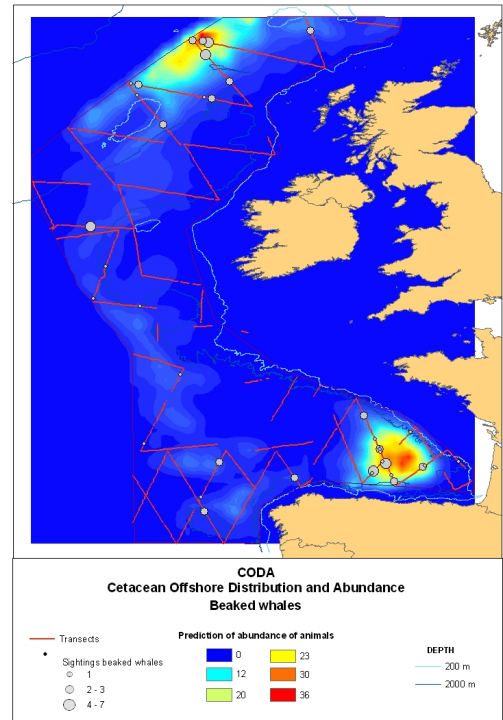 CODA
Cetacean Offshore Distribution and Abundance
Beaked whales
Transects
Sightings beaked whales
1
2 - 3
4 - 7
Prediction of abundance of animals
0
12
20
23
30
36
DEPTH
200 m
2000 m